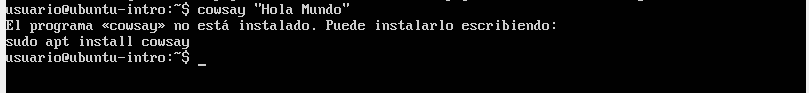 usuario@ubuntu-intro:~$ cowsay "Hola Mundo"
El programa «cowsay» no está instalado. Puede instalarlo escribiendo:
sudo apt install cowsay
usuario@ubuntu-intro:~$ _